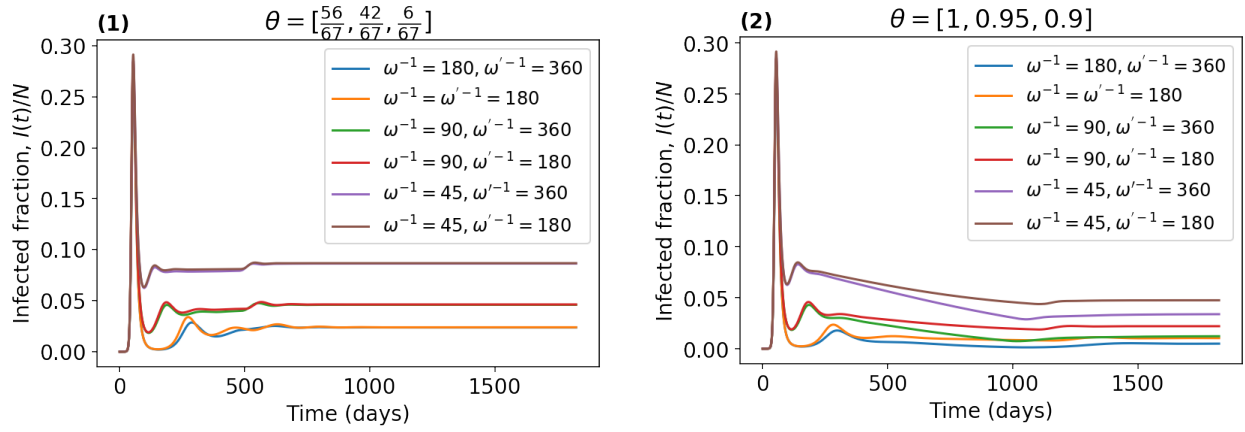 (1)
θ = [56/67, 42/67, 6/67]
Infected fraction, I(t)/N
0.30
0.25
0.20
0.15
0.10
0.05
0.00
ω⁻¹ = 180, ω′⁻¹ = 360
ω⁻¹ = ω′⁻¹ = 180
ω⁻¹ = 90, ω′⁻¹ = 360
ω⁻¹ = 90, ω′⁻¹ = 180
ω⁻¹ = 45, ω′⁻¹ = 360
ω⁻¹ = 45, ω′⁻¹ = 180
0 500 1000 1500
Time (days)
(2)
θ = [1, 0.95, 0.9]
Infected fraction, I(t)/N
0.30
0.25
0.20
0.15
0.10
0.05
0.00
ω⁻¹ = 180, ω′⁻¹ = 360
ω⁻¹ = ω′⁻¹ = 180
ω⁻¹ = 90, ω′⁻¹ = 360
ω⁻¹ = 90, ω′⁻¹ = 180
ω⁻¹ = 45, ω′⁻¹ = 360
ω⁻¹ = 45, ω′⁻¹ = 180
0 500 1000 1500
Time (days)